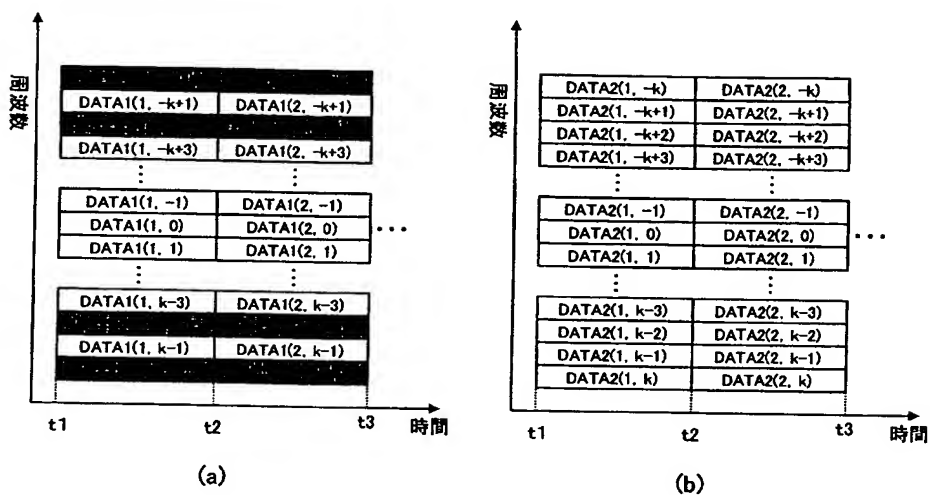 周波数
DATA1(1, -k+1) DATA1(2, -k+1)
DATA1(1, -k+3) DATA1(2, -k+3)
DATA1(1, -1) DATA1(2, -1)
DATA1(1, 0) DATA1(2, 0)
DATA1(1, 1) DATA1(2, 1)
DATA1(1, k-3) DATA1(2, k-3)
DATA1(1, k-1) DATA1(2, k-1)
t1 t2 t3 時間
(a)
周波数
DATA2(1, -k) DATA2(2, -k)
DATA2(1, -k+1) DATA2(2, -k+1)
DATA2(1, -k+2) DATA2(2, -k+2)
DATA2(1, -k+3) DATA2(2, -k+3)
DATA2(1, -1) DATA2(2, -1)
DATA2(1, 0) DATA2(2, 0)
DATA2(1, 1) DATA2(2, 1)
DATA2(1, k-3) DATA2(2, k-3)
DATA2(1, k-2) DATA2(2, k-2)
DATA2(1, k-1) DATA2(2, k-1)
DATA2(1, k) DATA2(2, k)
t1 t2 t3 時間
(b)